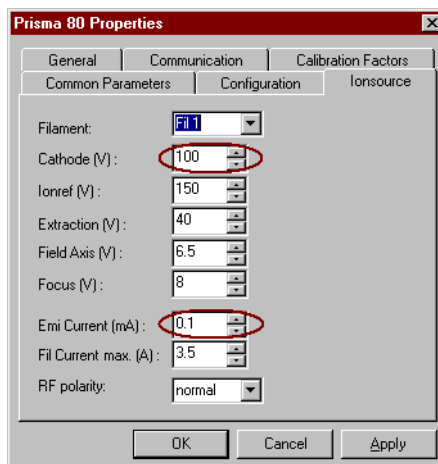 Prisma 80 Properties
General Communication Calibration Factors
Common Parameters Configuration Ionsource
Filament: Fil 1
Cathode (V) : 100
Ionref (V) : 150
Extraction (V) : 40
Field Axis (V) : 6.5
Focus (V) : 8
Emi Current (mA) : 0.1
Fil Current max. (A) : 3.5
RF polarity: normal
OK Cancel Apply